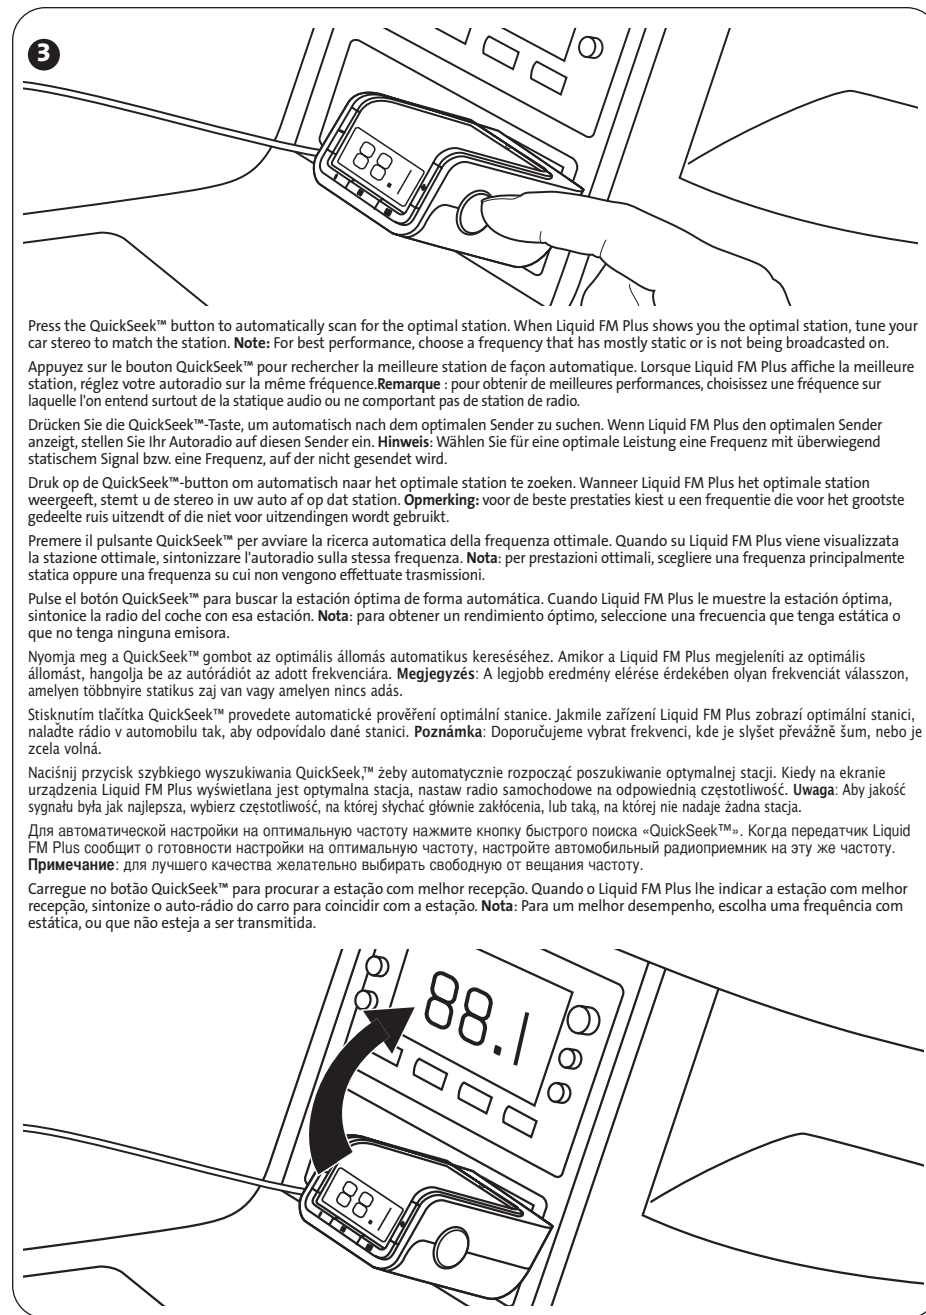 3
88.1
Press the QuickSeek™ button to automatically scan for the optimal station. When Liquid FM Plus shows you the optimal station, tune your
car stereo to match the station. Note: For best performance, choose a frequency that has mostly static or is not being broadcasted on.
Appuyez sur le bouton QuickSeek™ pour rechercher la meilleure station de façon automatique. Lorsque Liquid FM Plus affiche la meilleure
station, réglez votre autoradio sur la même fréquence.Remarque : pour obtenir de meilleures performances, choisissez une fréquence sur
laquelle l'on entend surtout de la statique audio ou ne comportant pas de station de radio.
Drücken Sie die QuickSeek™-Taste, um automatisch nach dem optimalen Sender zu suchen. Wenn Liquid FM Plus den optimalen Sender
anzeigt, stellen Sie Ihr Autoradio auf diesen Sender ein. Hinweis: Wählen Sie für eine optimale Leistung eine Frequenz mit überwiegend
statischem Signal bzw. eine Frequenz, auf der nicht gesendet wird.
Druk op de QuickSeek™-button om automatisch naar het optimale station te zoeken. Wanneer Liquid FM Plus het optimale station
weergeeft, stemt u de stereo in uw auto af op dat station. Opmerking: voor de beste prestaties kiest u een frequentie die voor het grootste
gedeelte ruis uitzendt of die niet voor uitzendingen wordt gebruikt.
Premere il pulsante QuickSeek™ per avviare la ricerca automatica della frequenza ottimale. Quando su Liquid FM Plus viene visualizzata
la stazione ottimale, sintonizzare l'autoradio sulla stessa frequenza. Nota: per prestazioni ottimali, scegliere una frequenza principalmente
statica oppure una frequenza su cui non vengono effettuate trasmissioni.
Pulse el botón QuickSeek™ para buscar la estación óptima de forma automática. Cuando Liquid FM Plus le muestre la estación óptima,
sintonice la radio del coche con esa estación. Nota: para obtener un rendimiento óptimo, seleccione una frecuencia que tenga estática o
que no tenga ninguna emisora.
Nyomja meg a QuickSeek™ gombot az optimális állomás automatikus kereséséhez. Amikor a Liquid FM Plus megjeleníti az optimális
állomást, hangolja be az autórádiót az adott frekvenciára. Megjegyzés: A legjobb eredmény elérése érdekében olyan frekvenciát válasszon,
amelyen többnyire statikus zaj van vagy amelyen nincs adás.
Stisknutím tlačítka QuickSeek™ provedete automatické prověření optimální stanice. Jakmile zařízení Liquid FM Plus zobrazí optimální stanici,
nalaďte rádio v automobilu tak, aby odpovídalo dané stanici. Poznámka: Doporučujeme vybrat frekvenci, kde je slyšet převážně šum, nebo je
zcela volná.
Naciśnij przycisk szybkiego wyszukiwania QuickSeek,™ żeby automatycznie rozpocząć poszukiwanie optymalnej stacji. Kiedy na ekranie
urządzenia Liquid FM Plus wyświetlana jest optymalna stacja, nastaw radio samochodowe na odpowiednią częstotliwość. Uwaga: Aby jakość
sygnału była jak najlepsza, wybierz częstotliwość, na której słychać głównie zakłócenia, lub taką, na której nie nadaje żadna stacja.
Для автоматической настройки на оптимальную частоту нажмите кнопку быстрого поиска «QuickSeek™». Когда передатчик Liquid
FM Plus сообщит о готовности настройки на оптимальную частоту, настройте автомобильный радиоприемник на эту же частоту.
Примечание: для лучшего качества желательно выбирать свободную от вещания частоту.
Carregue no botão QuickSeek™ para procurar a estação com melhor recepção. Quando o Liquid FM Plus lhe indicar a estação com melhor
recepção, sintonize o auto-rádio do carro para coincidir com a estação. Nota: Para um melhor desempenho, escolha uma frequência com
estática, ou que não esteja a ser transmitida.
88.1
88.1